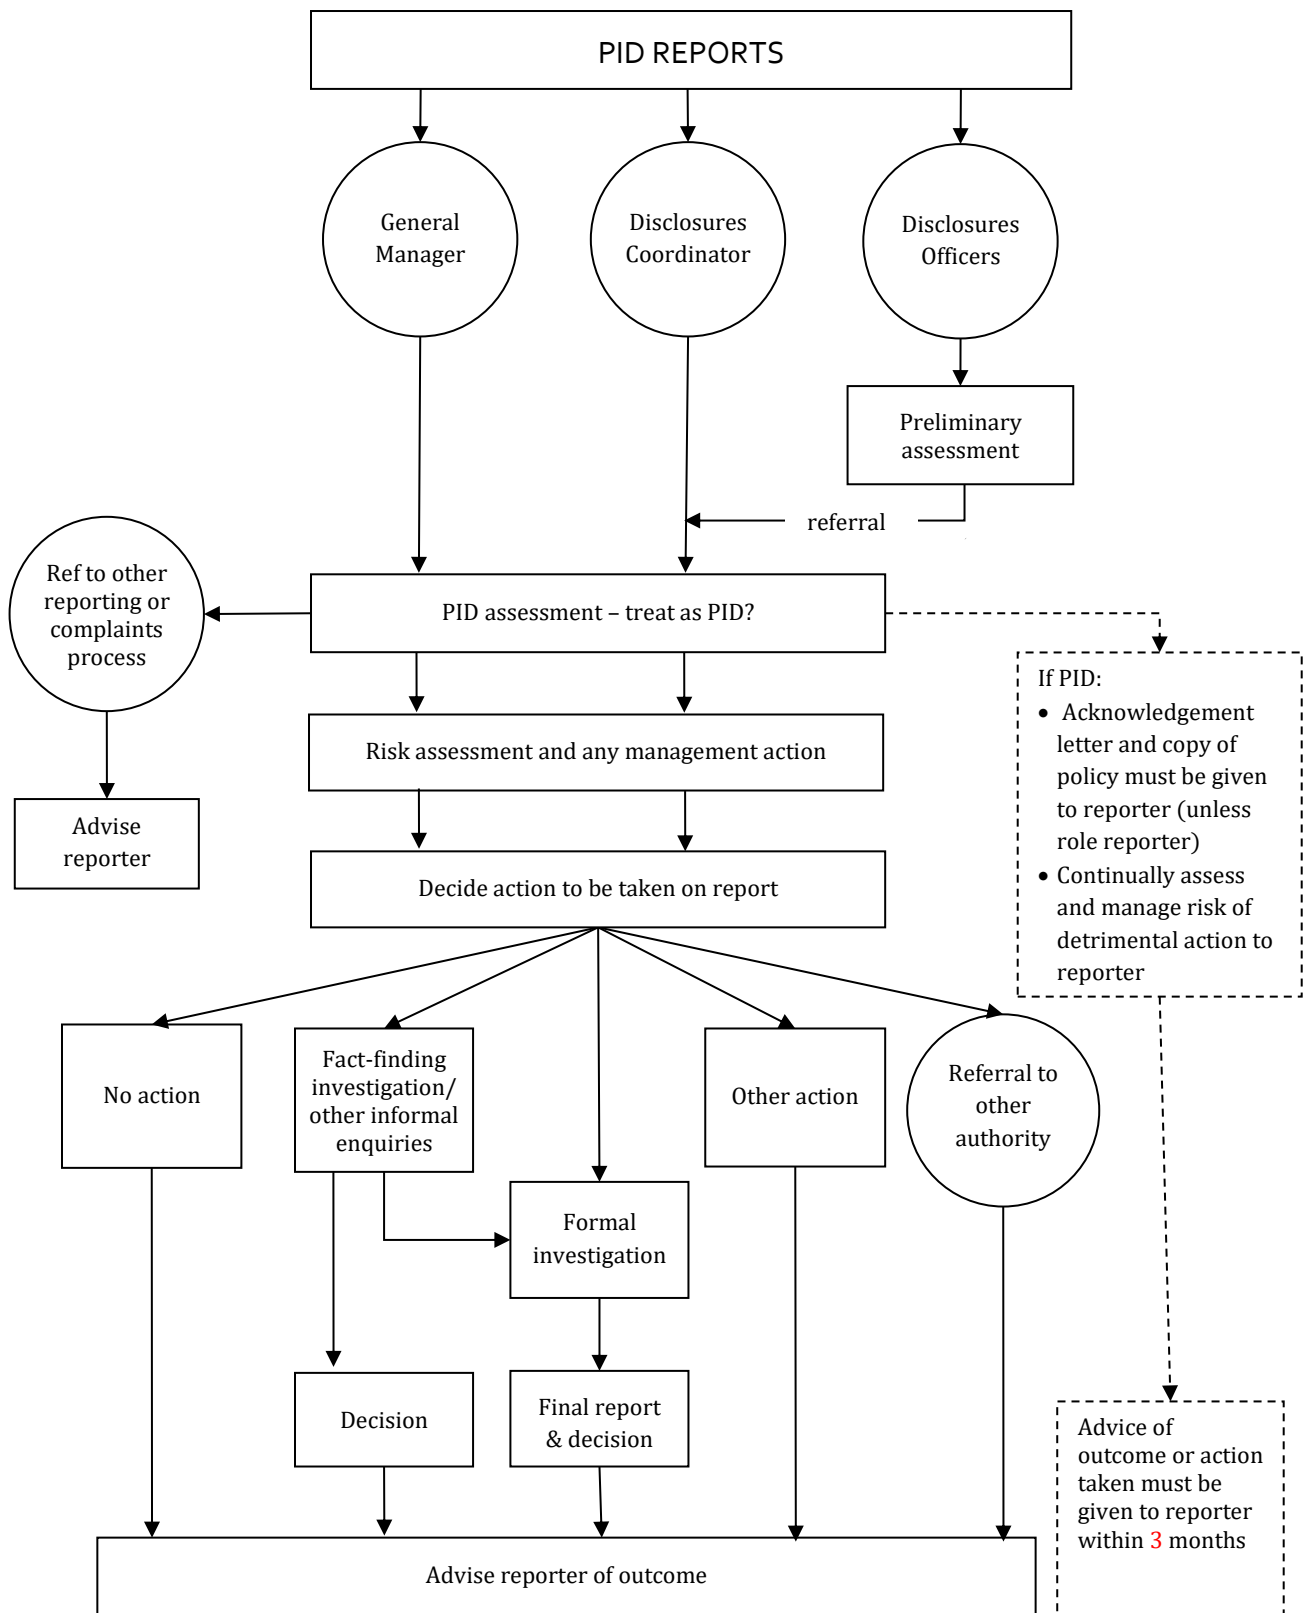 PID REPORTS
General
Manager
Disclosures
Coordinator
Disclosures
Officers
Preliminary
assessment
referral
Ref to other
reporting or
complaints
process
PID assessment – treat as PID?
If PID:
• Acknowledgement
letter and copy of
policy must be given
to reporter (unless
role reporter)
• Continually assess
and manage risk of
detrimental action to
reporter
Risk assessment and any management action
Advise
reporter
Decide action to be taken on report
No action
Fact-finding
investigation/
other informal
enquiries
Other action
Referral to
other
authority
Formal
investigation
Decision
Final report
& decision
Advice of
outcome or action
taken must be
given to reporter
within 3 months
Advise reporter of outcome